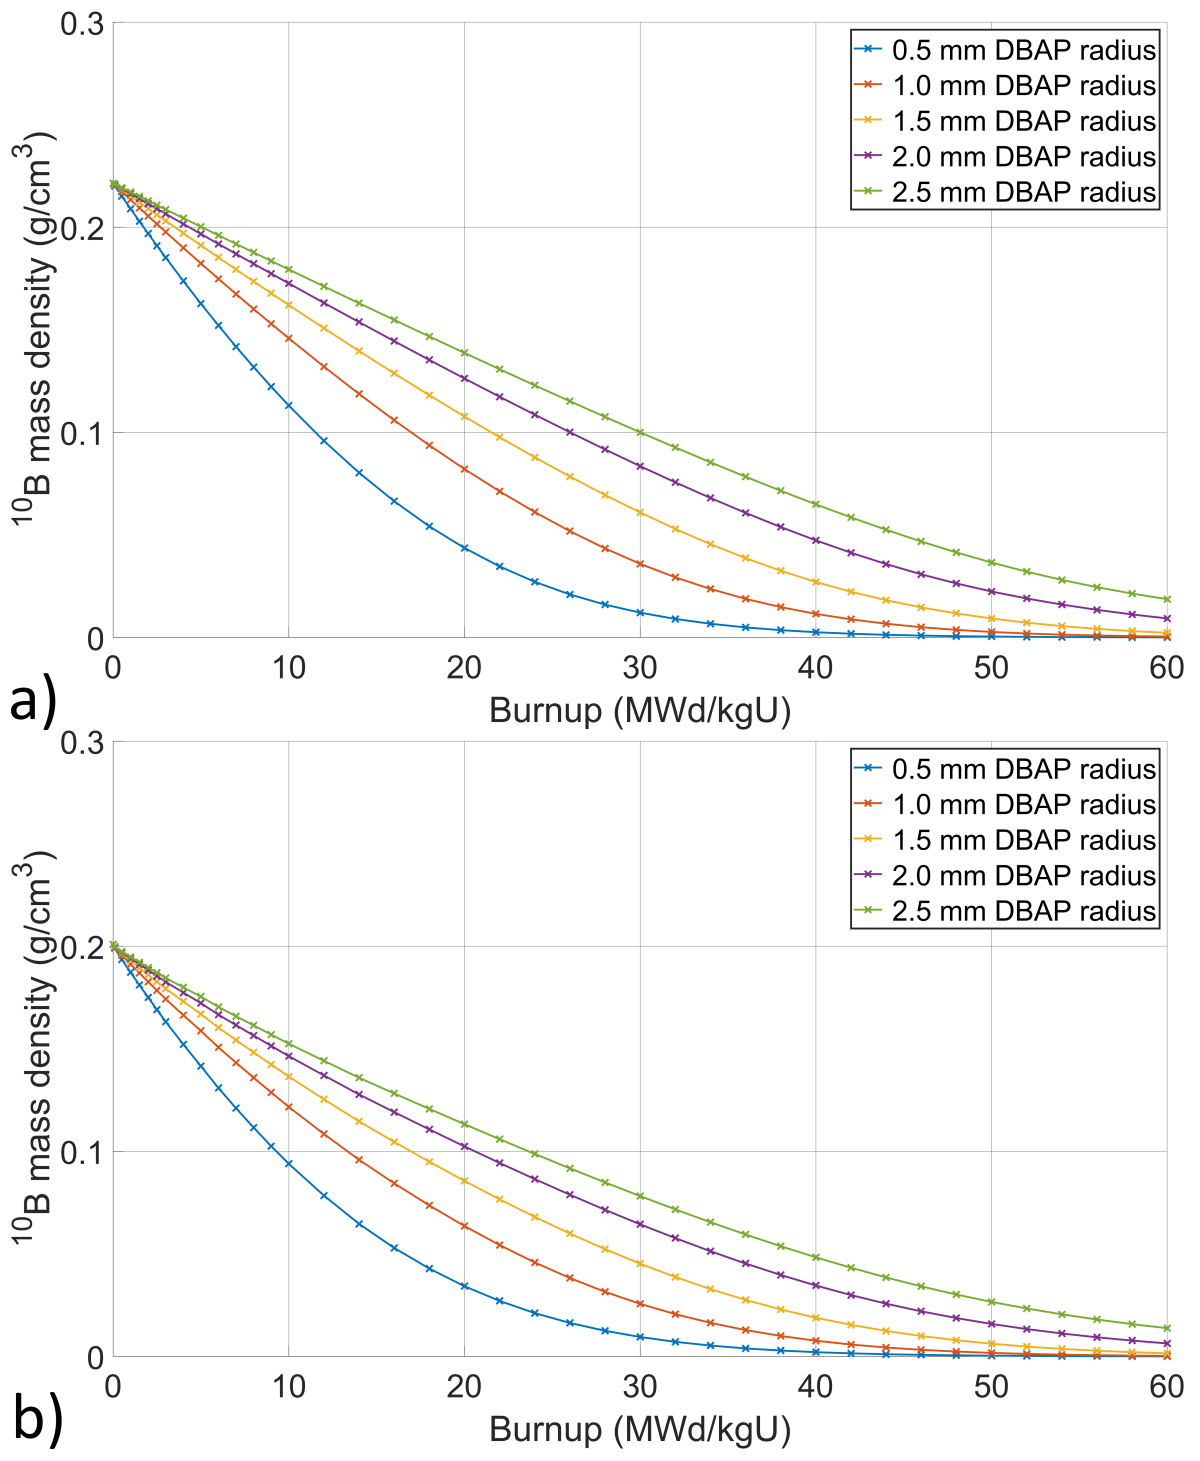 0.3
0.2
0.1
0
¹⁰B mass density (g/cm³)
0.5 mm DBAP radius
1.0 mm DBAP radius
1.5 mm DBAP radius
2.0 mm DBAP radius
2.5 mm DBAP radius
0 10 20 30 40 50 60
Burnup (MWd/kgU)
a)
0.3
0.2
0.1
0
¹⁰B mass density (g/cm³)
0.5 mm DBAP radius
1.0 mm DBAP radius
1.5 mm DBAP radius
2.0 mm DBAP radius
2.5 mm DBAP radius
0 10 20 30 40 50 60
Burnup (MWd/kgU)
b)